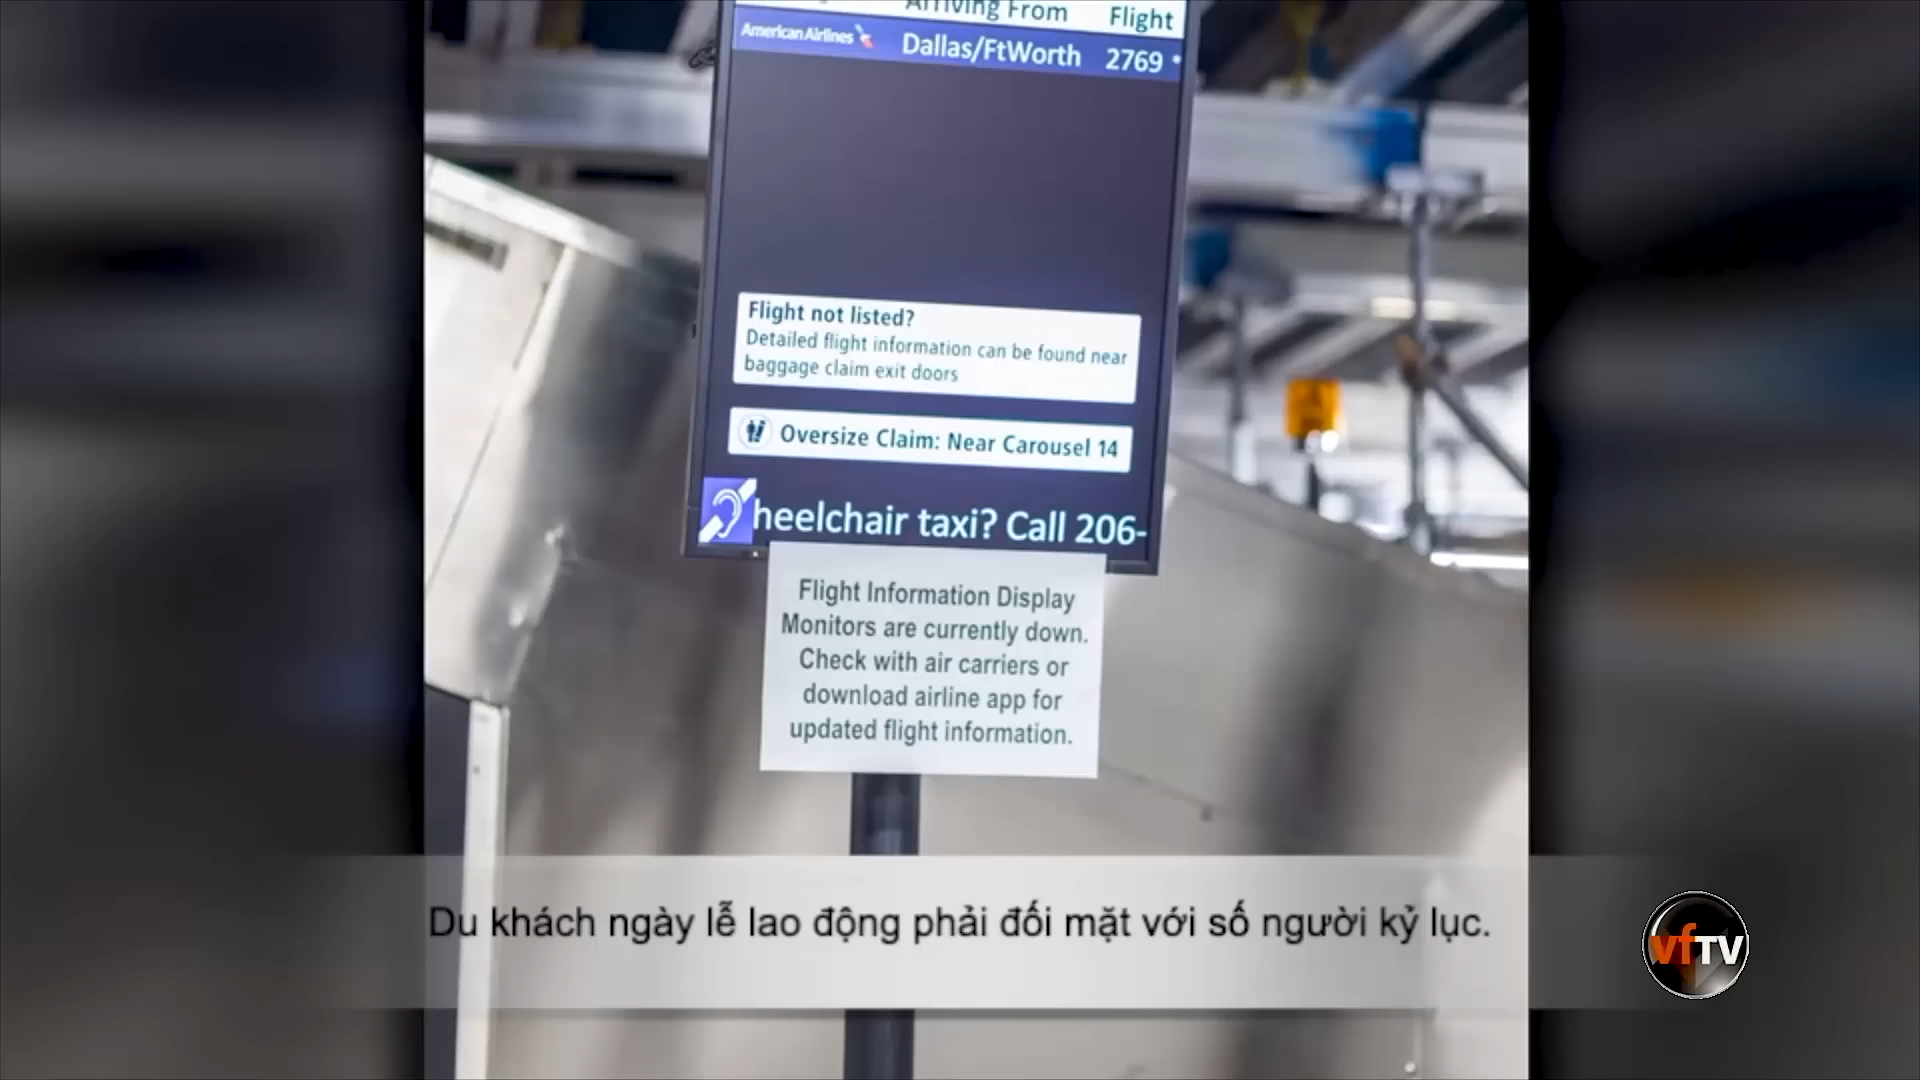 Arriving From Flight
American Airlines Dallas/FtWorth 2769
Flight not listed?
Detailed flight information can be found near
baggage claim exit doors
Oversize Claim: Near Carousel 14
heelchair taxi? Call 206-
Flight Information Display
Monitors are currently down.
Check with air carriers or
download airline app for
updated flight information.
Du khách ngày lễ lao động phải đối mặt với số người kỷ lục.
vfTV